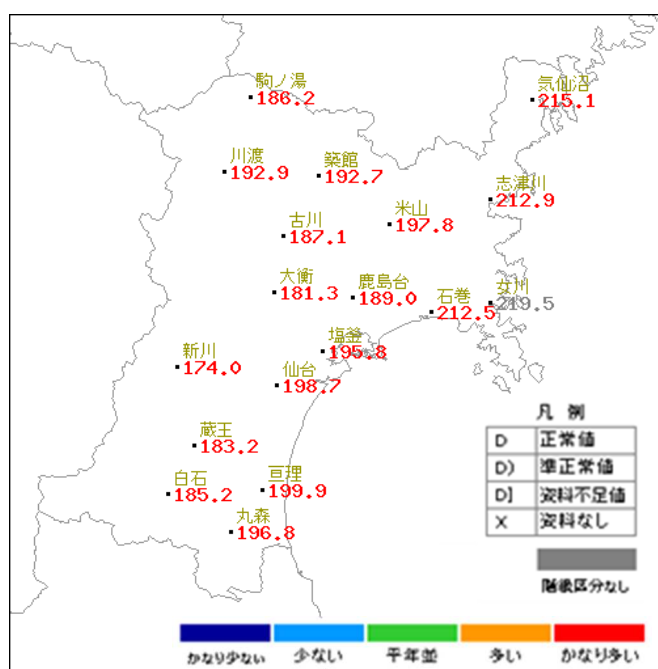 駒ノ湯
186.2
気仙沼
215.1
川渡
192.9
築館
192.7
志津川
212.9
米山
197.8
古川
187.1
大衡
181.3
鹿島台
189.0
石巻
212.5
女川
219.5
塩釜
195.8
新川
174.0
仙台
198.7
蔵王
183.2
白石
185.2
亘理
199.9
丸森
196.8
凡 例
D 正常値
D) 準正常値
D] 資料不足値
X 資料なし
階級区分なし
かなり少ない 少ない 平年並 多い かなり多い